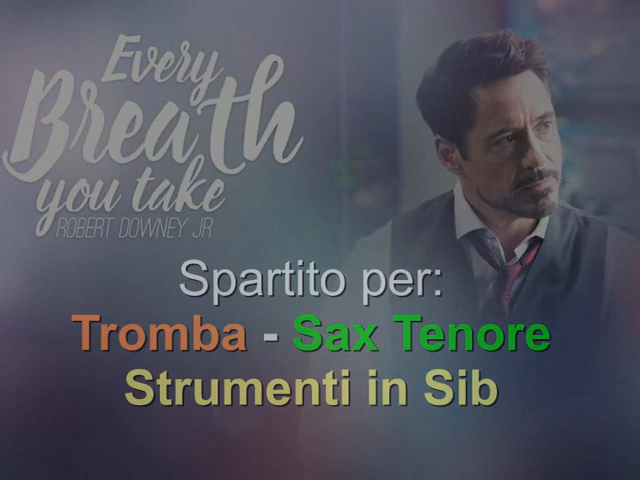 Every
Breath
you take
ROBERT DOWNEY JR
Spartito per:
Tromba - Sax Tenore
Strumenti in Sib